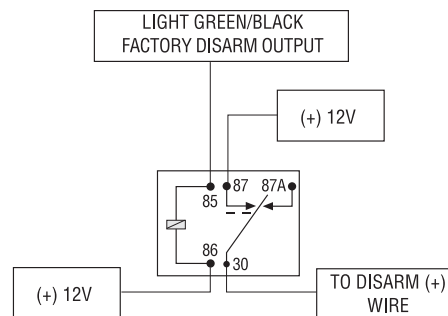 LIGHT GREEN/BLACK
FACTORY DISARM OUTPUT
(+) 12V
87 87A
85
86 30
(+) 12V
TO DISARM (+)
WIRE